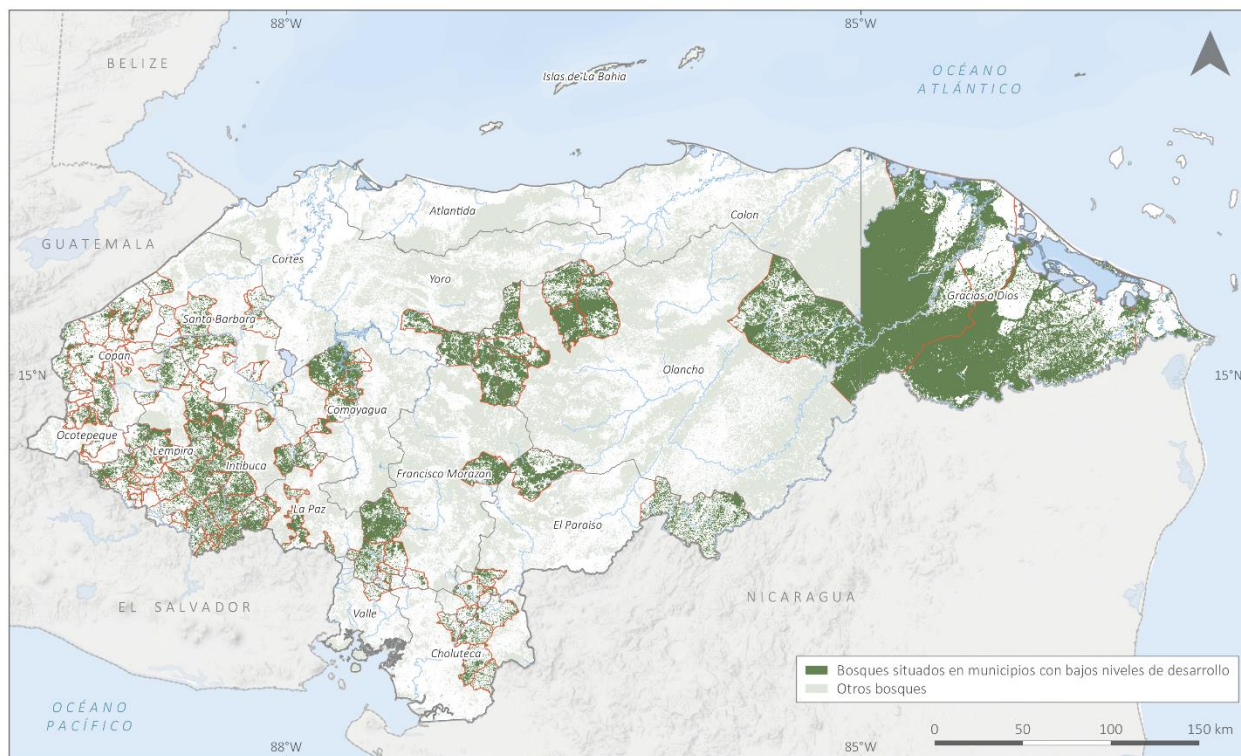 88°W
85°W
BELIZE
Islas de La Bahia
OCÉANO
ATLÁNTICO
Atlantida
Colon
GUATEMALA
Cortes
Yoro
Gracias a Dios
Santa Barbara
Copan
15°N
Olancho
15°N
Comayagua
Ocotepeque
Lempira
Intibuca
Francisco Morazan
La Paz
El Paraiso
EL SALVADOR
NICARAGUA
Valle
Choluteca
Bosques situados en municipios con bajos niveles de desarrollo
Otros bosques
OCÉANO
PACÍFICO
0 50 100 150 km
88°W
85°W